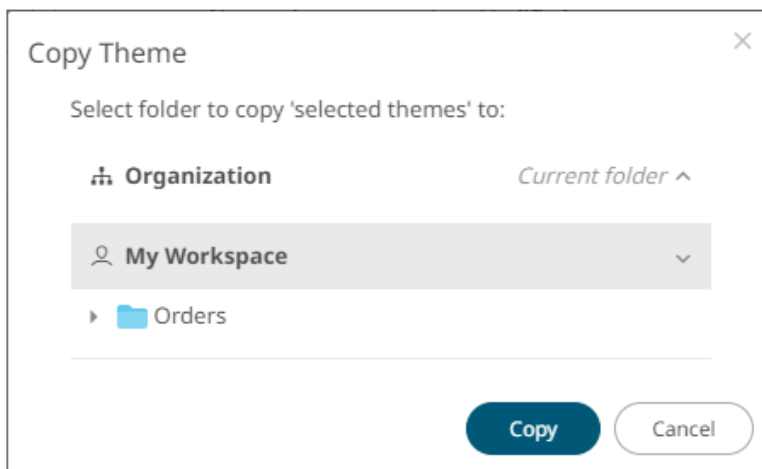 Copy Theme
Select folder to copy 'selected themes' to:
Organization Current folder
My Workspace
Orders
Copy Cancel